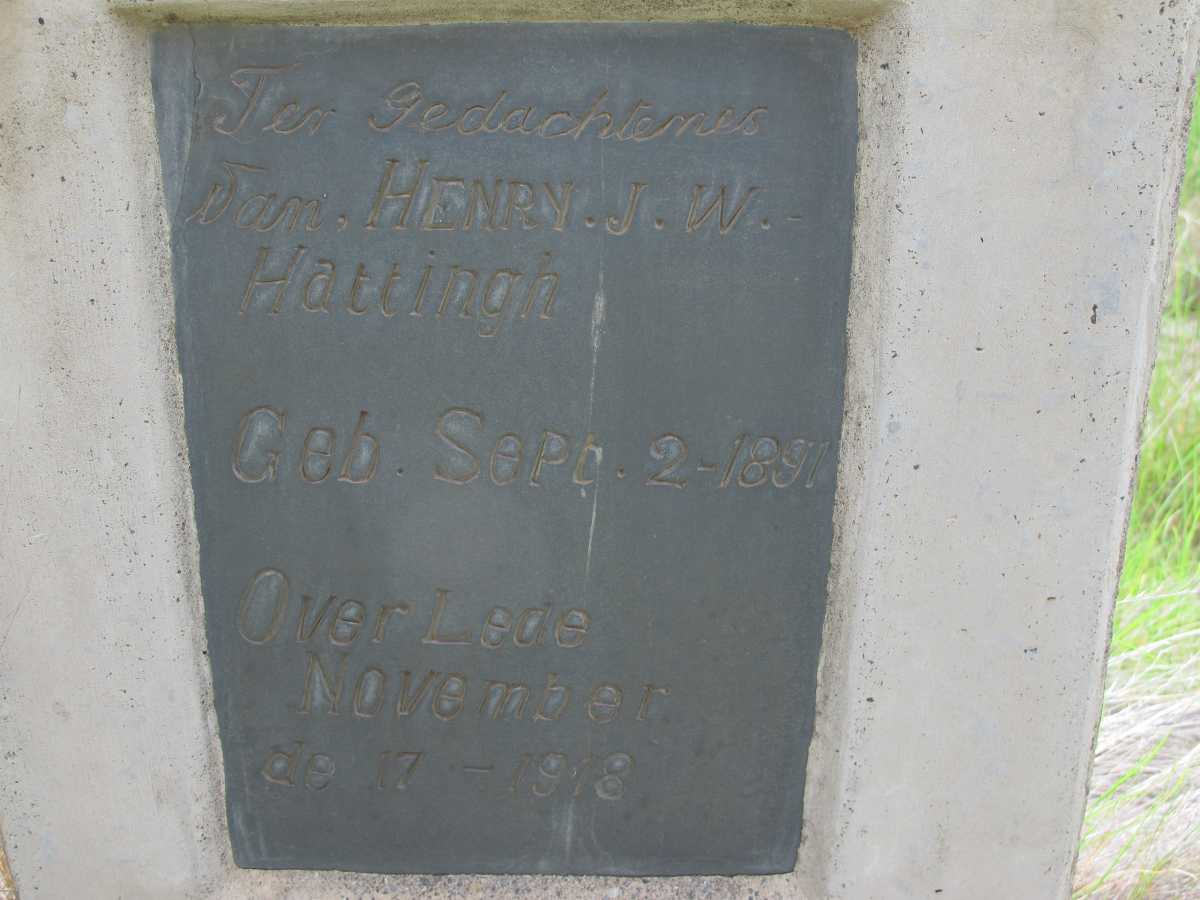 Ter Gedachtenes
Van, HENRY. J. W.-
Hattingh
Geb. Sept. 2-1891
Over Lede
November
de 17 - 1918